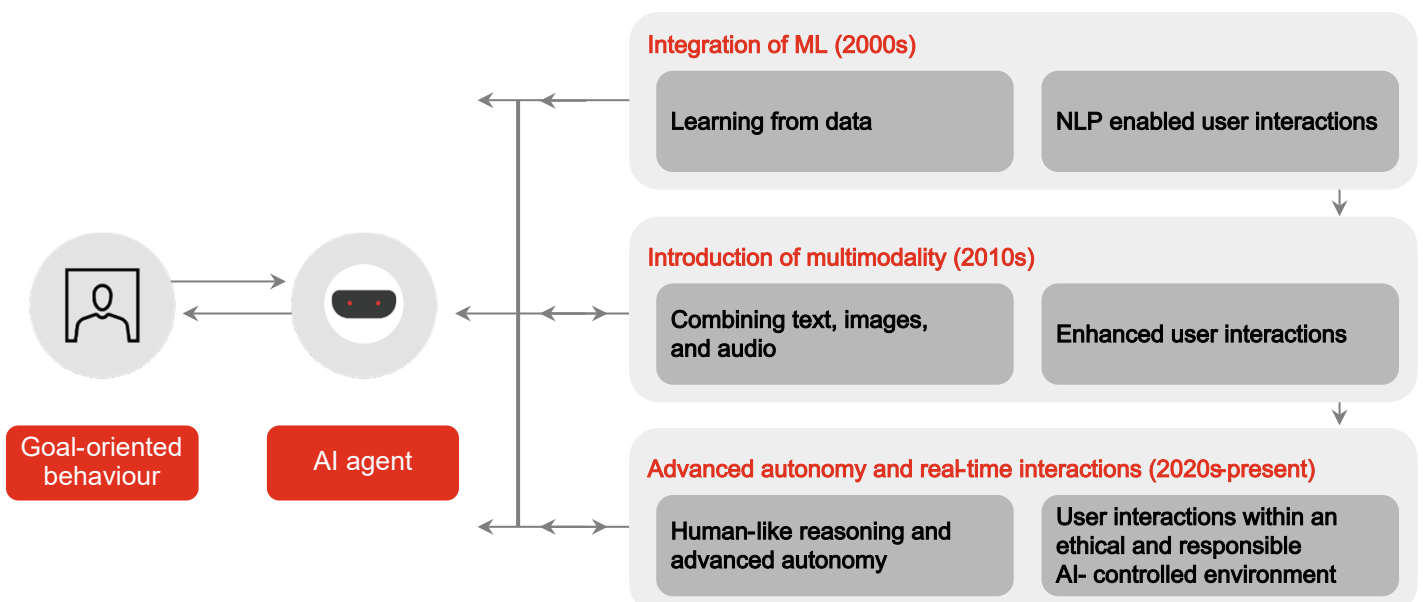 Integration of ML (2000s)
Learning from data
NLP enabled user interactions
Introduction of multimodality (2010s)
Combining text, images,
and audio
Enhanced user interactions
Goal-oriented
behaviour
AI agent
Advanced autonomy and real-time interactions (2020s-present)
Human-like reasoning and
advanced autonomy
User interactions within an
ethical and responsible
AI- controlled environment